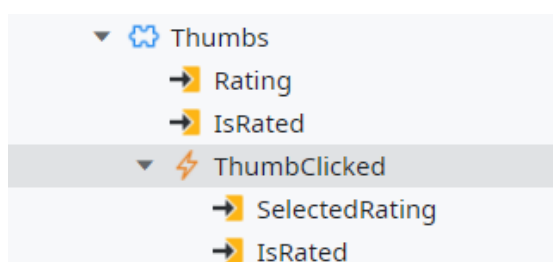 Thumbs
Rating
IsRated
ThumbClicked
SelectedRating
IsRated